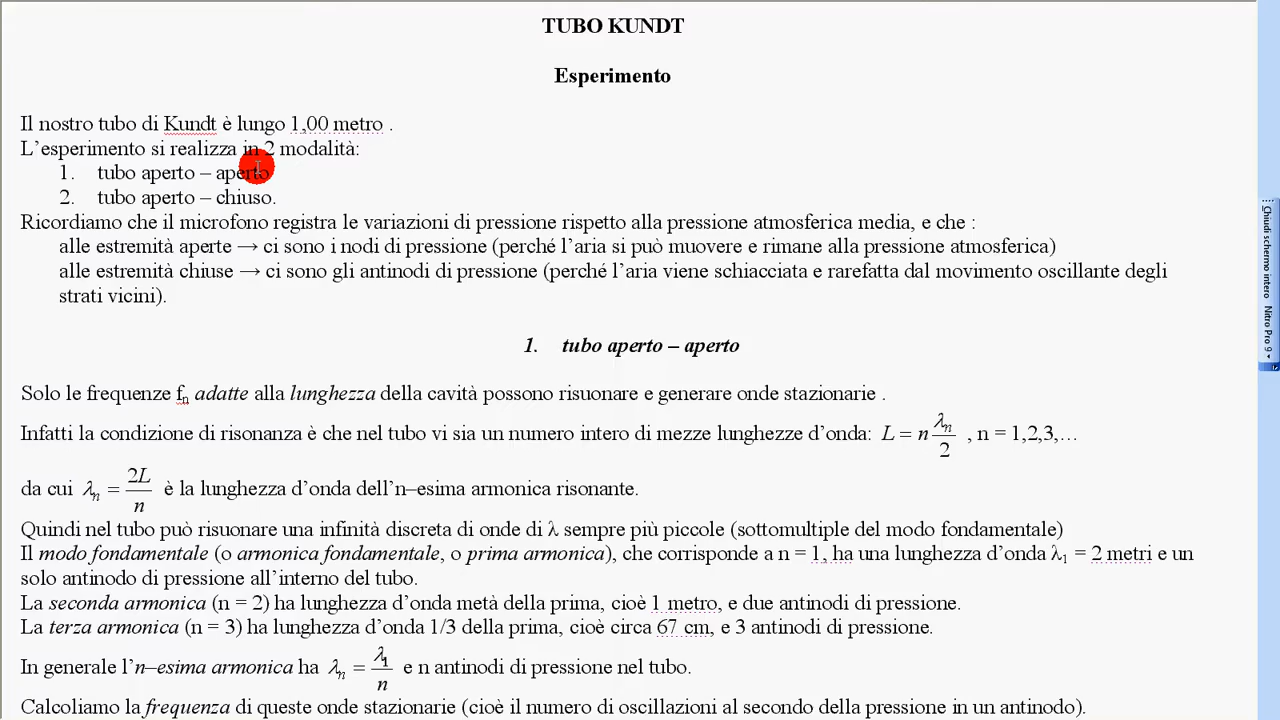 TUBO KUNDT
Esperimento
Il nostro tubo di Kundt è lungo 1,00 metro .
L’esperimento si realizza in 2 modalità:
1. tubo aperto – aperto
2. tubo aperto – chiuso.
Ricordiamo che il microfono registra le variazioni di pressione rispetto alla pressione atmosferica media, e che :
alle estremità aperte → ci sono i nodi di pressione (perché l’aria si può muovere e rimane alla pressione atmosferica)
alle estremità chiuse → ci sono gli antinodi di pressione (perché l’aria viene schiacciata e rarefatta dal movimento oscillante degli
strati vicini).
1. tubo aperto – aperto
Solo le frequenze fn adatte alla lunghezza della cavità possono risuonare e generare onde stazionarie .
Infatti la condizione di risonanza è che nel tubo vi sia un numero intero di mezze lunghezze d’onda: L = n λn/2 , n = 1,2,3,…
da cui λn = 2L/n è la lunghezza d’onda dell’n–esima armonica risonante.
Quindi nel tubo può risuonare una infinità discreta di onde di λ sempre più piccole (sottomultiple del modo fondamentale)
Il modo fondamentale (o armonica fondamentale, o prima armonica), che corrisponde a n = 1, ha una lunghezza d’onda λ1 = 2 metri e un
solo antinodo di pressione all’interno del tubo.
La seconda armonica (n = 2) ha lunghezza d’onda metà della prima, cioè 1 metro, e due antinodi di pressione.
La terza armonica (n = 3) ha lunghezza d’onda 1/3 della prima, cioè circa 67 cm, e 3 antinodi di pressione.
In generale l’n–esima armonica ha λn = λ1/n e n antinodi di pressione nel tubo.
Calcoliamo la frequenza di queste onde stazionarie (cioè il numero di oscillazioni al secondo della pressione in un antinodo).
Chiudi schermo intero Nitro Pro 9